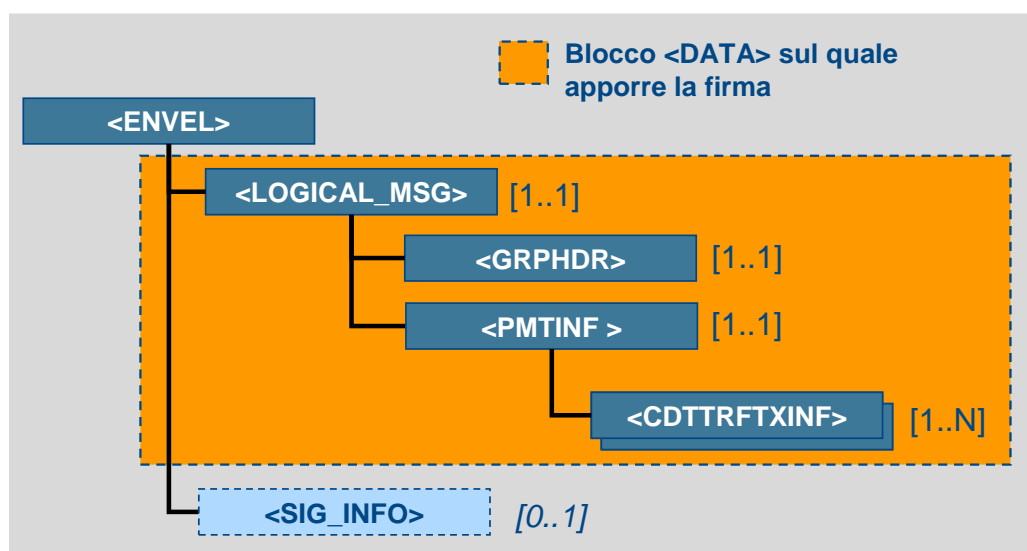 Blocco <DATA> sul quale
apporre la firma
<ENVEL>
<LOGICAL_MSG> [1..1]
<GRPHDR> [1..1]
<PMTINF > [1..1]
<CDTTRFTXINF> [1..N]
<SIG_INFO> [0..1]